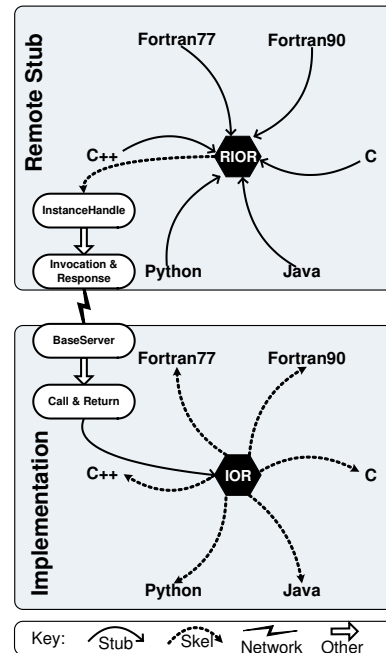 Remote Stub
Fortran77
Fortran90
RIOR
C++
C
InstanceHandle
Invocation &
Response
Python
Java
Implementation
BaseServer
Fortran77
Fortran90
Call & Return
C++
IOR
C
Python
Java
Key:
Stub
Skel
Network
Other